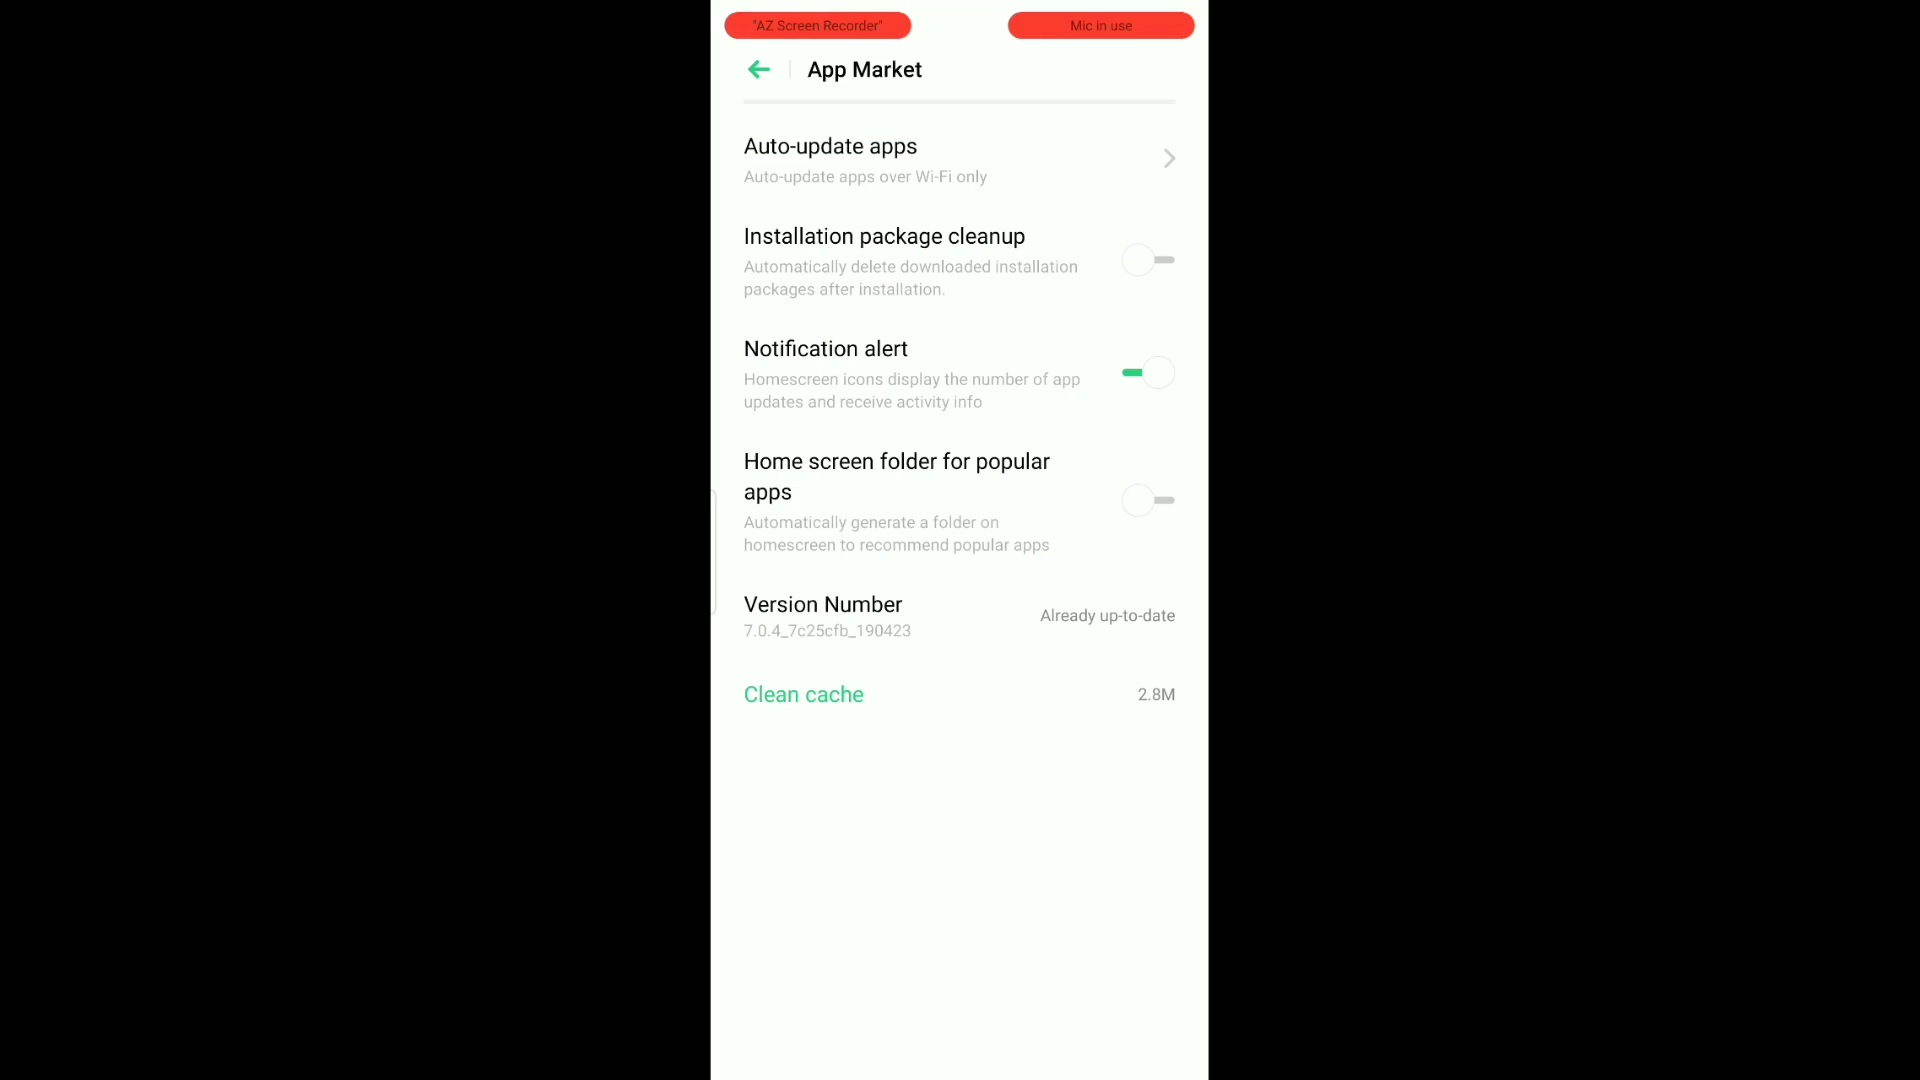 "AZ Screen Recorder"
Mic in use
App Market
Auto-update apps
Auto-update apps over Wi-Fi only
Installation package cleanup
Automatically delete downloaded installation
packages after installation.
Notification alert
Homescreen icons display the number of app
updates and receive activity info
Home screen folder for popular
apps
Automatically generate a folder on
homescreen to recommend popular apps
Version Number
Already up-to-date
7.0.4_7c25cfb_190423
Clean cache
2.8M